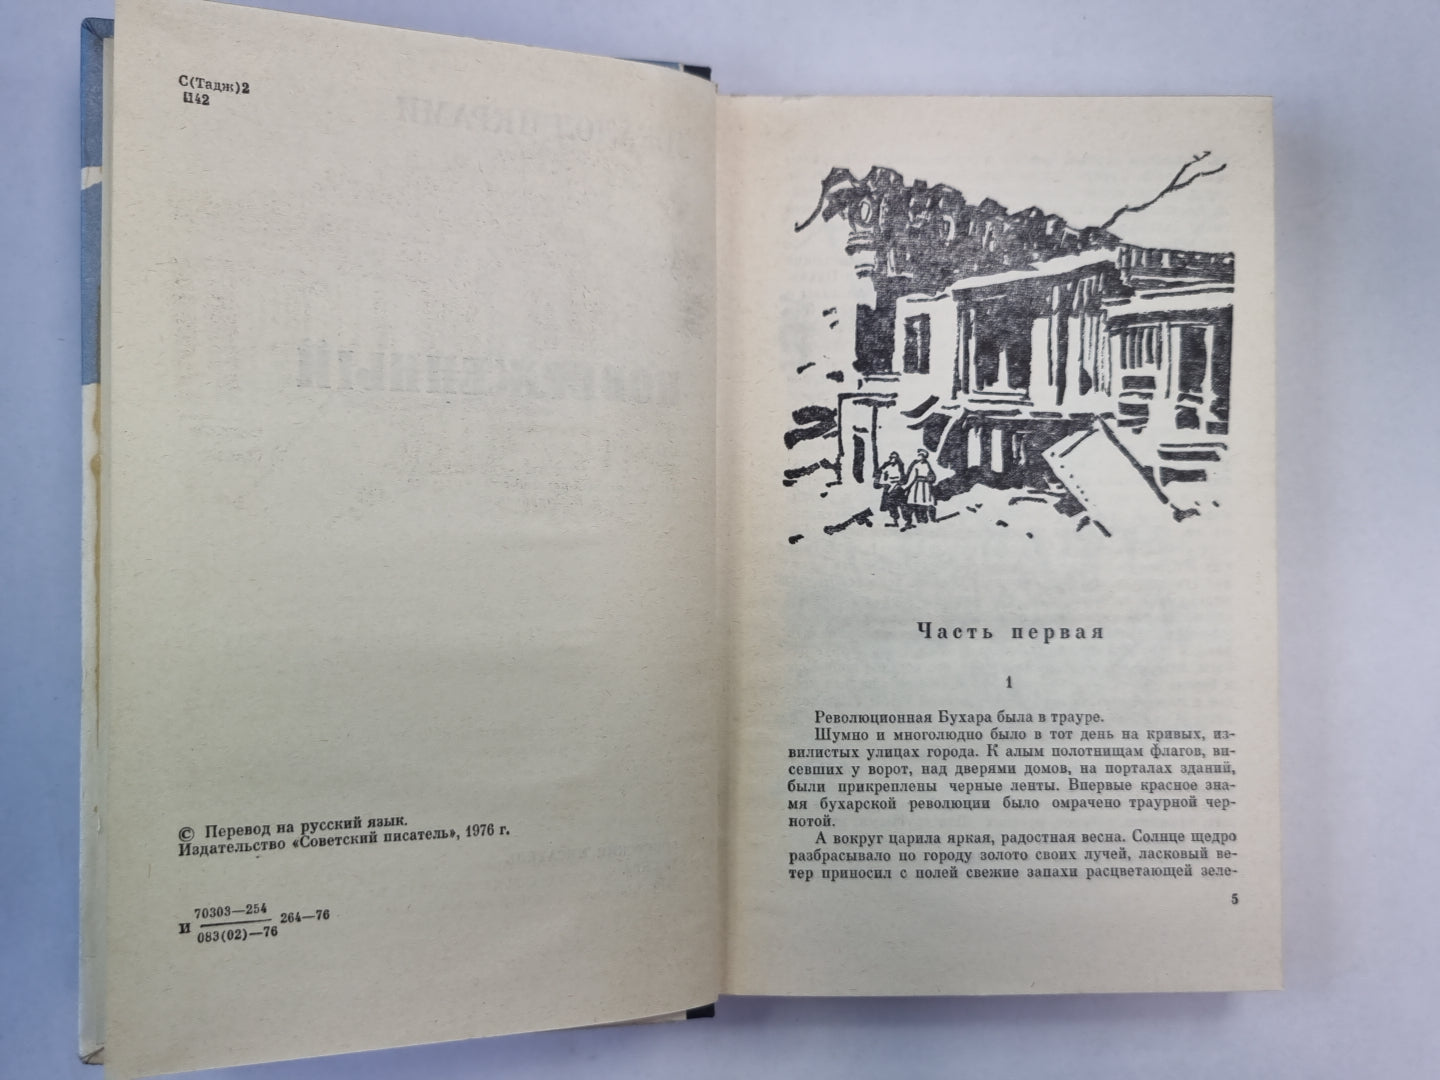 С(Тадж)2
И42
© Перевод на русский язык.
Издательство «Советский писатель», 1976 г.
И 70303—254 264—76
083(02)—76
Часть первая
1
Революционная Бухара была в трауре.
Шумно и многолюдно было в тот день на кривых, из-
вилистых улицах города. К алым полотнищам флагов, ви-
севших у ворот, над дверями домов, на порталах зданий,
были прикреплены черные ленты. Впервые красное зна-
мя бухарской революции было омрачено траурной чер-
нотой.
А вокруг царила яркая, радостная весна. Солнце щедро
разбрасывало по городу золото своих лучей, ласковый ве-
тер приносил с полей свежие запахи расцветающей зеле-
5